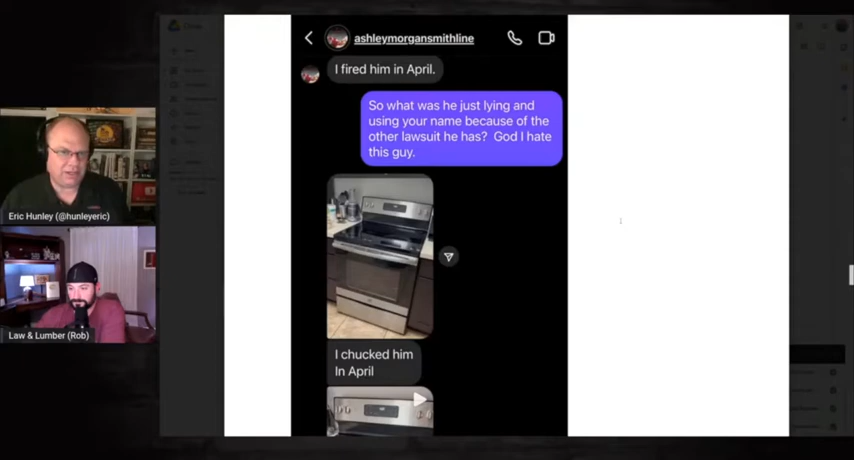 ashleymorgansmithline
I fired him in April.
So what was he just lying and
using your name because of the
other lawsuit he has? God I hate
this guy.
I chucked him
In April
Eric Hunley (@hunleyeric)
Law & Lumber (Rob)